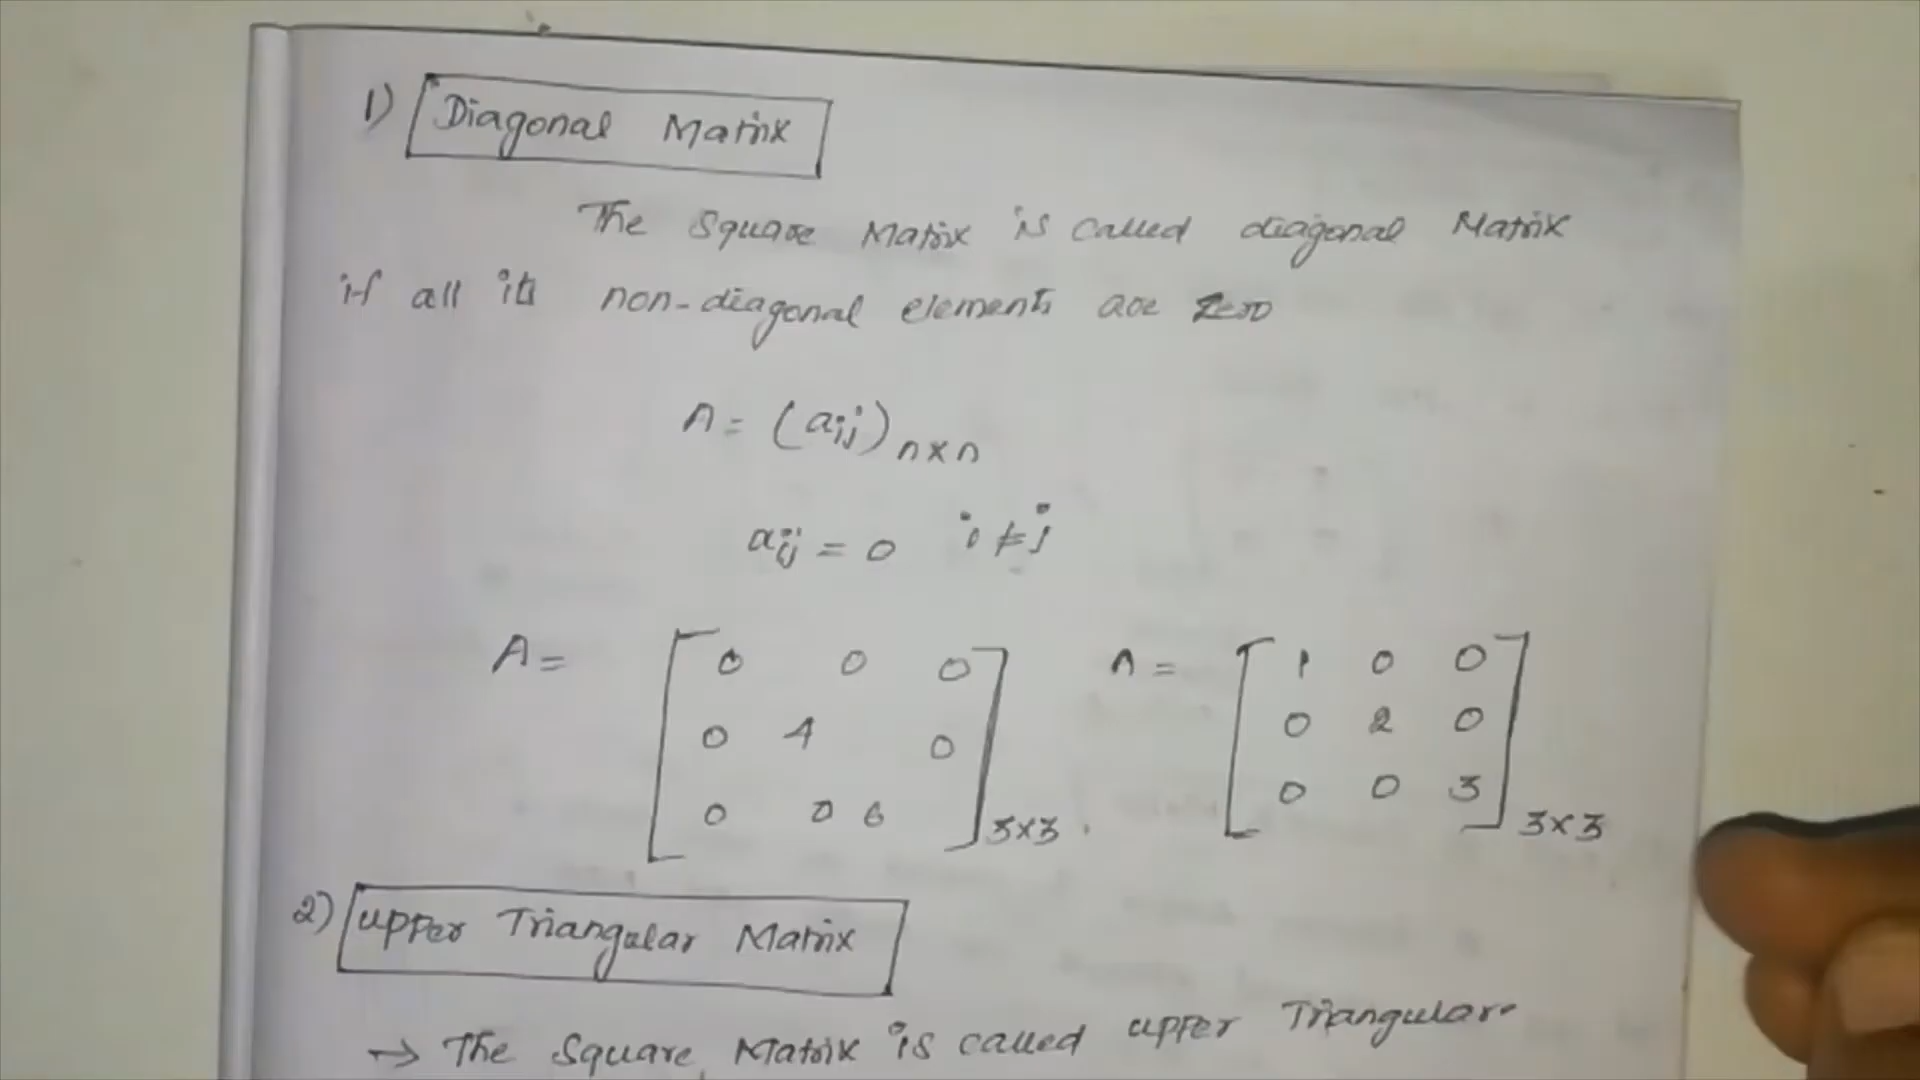 1) Diagonal Matrix
The Square Matrix is called diagonal Matrix
if all its non-diagonal elements are zero
A = (aij) n×n
aij = 0 i ≠ j
A = [ 0 0 0 A = [ 1 0 0
0 4 0 0 2 0
0 0 6 ] 3×3 . 0 0 3 ] 3×3
2) Upper Triangular Matrix
→ The Square Matrix is called upper Triangular